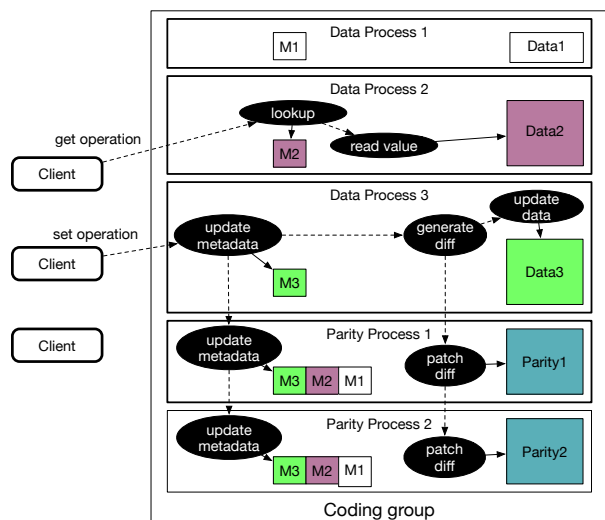 Data Process 1
M1
Data1
Data Process 2
lookup
get operation
M2
read value
Data2
Client
Data Process 3
update
data
update
metadata
generate
diff
set operation
Client
M3
Data3
Parity Process 1
update
metadata
Client
patch
diff
Parity1
M3 M2 M1
Parity Process 2
update
metadata
patch
diff
Parity2
M3 M2 M1
Coding group